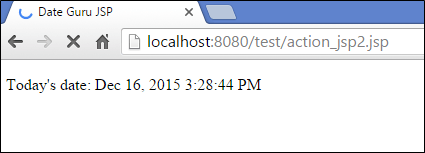 Date Guru JSP
localhost:8080/test/action_jsp2.jsp
Today's date: Dec 16, 2015 3:28:44 PM